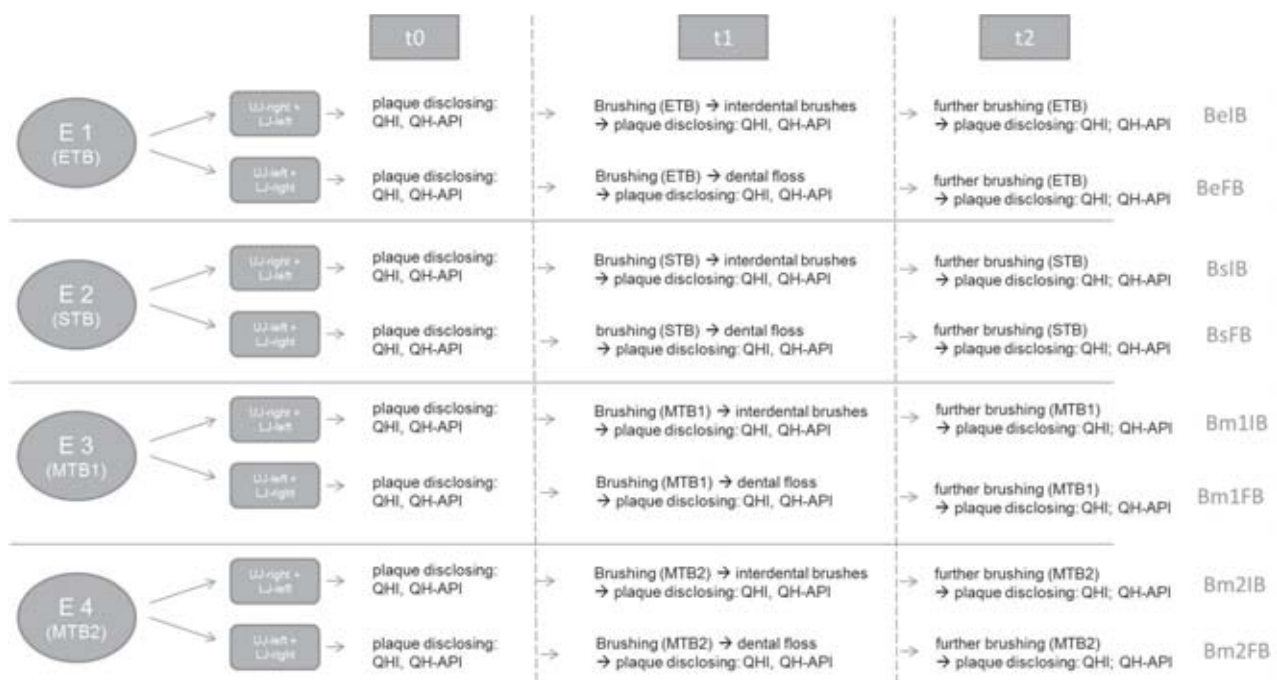 t0
t1
t2
E 1
(ETB)
UJ-right +
LJ-left
plaque disclosing:
QHI, QH-API
Brushing (ETB) → interdental brushes
→ plaque disclosing: QHI, QH-API
further brushing (ETB)
→ plaque disclosing: QHI; QH-API
BeIB
UJ-left +
LJ-right
plaque disclosing:
QHI, QH-API
Brushing (ETB) → dental floss
→ plaque disclosing: QHI, QH-API
further brushing (ETB)
→ plaque disclosing: QHI; QH-API
BeFB
E 2
(STB)
UJ-right +
LJ-left
plaque disclosing:
QHI, QH-API
Brushing (STB) → interdental brushes
→ plaque disclosing: QHI, QH-API
further brushing (STB)
→ plaque disclosing: QHI; QH-API
BsIB
UJ-left +
LJ-right
plaque disclosing:
QHI, QH-API
brushing (STB) → dental floss
→ plaque disclosing: QHI, QH-API
further brushing (STB)
→ plaque disclosing: QHI; QH-API
BsFB
E 3
(MTB1)
UJ-right +
LJ-left
plaque disclosing:
QHI, QH-API
Brushing (MTB1) → interdental brushes
→ plaque disclosing: QHI, QH-API
further brushing (MTB1)
→ plaque disclosing: QHI; QH-API
Bm1IB
UJ-left +
LJ-right
plaque disclosing:
QHI, QH-API
Brushing (MTB1) → dental floss
→ plaque disclosing: QHI, QH-API
further brushing (MTB1)
→ plaque disclosing: QHI; QH-API
Bm1FB
E 4
(MTB2)
UJ-right +
LJ-left
plaque disclosing:
QHI, QH-API
Brushing (MTB2) → interdental brushes
→ plaque disclosing: QHI, QH-API
further brushing (MTB2)
→ plaque disclosing: QHI; QH-API
Bm2IB
UJ-left +
LJ-right
plaque disclosing:
QHI, QH-API
Brushing (MTB2) → dental floss
→ plaque disclosing: QHI, QH-API
further brushing (MTB2)
→ plaque disclosing: QHI; QH-API
Bm2FB